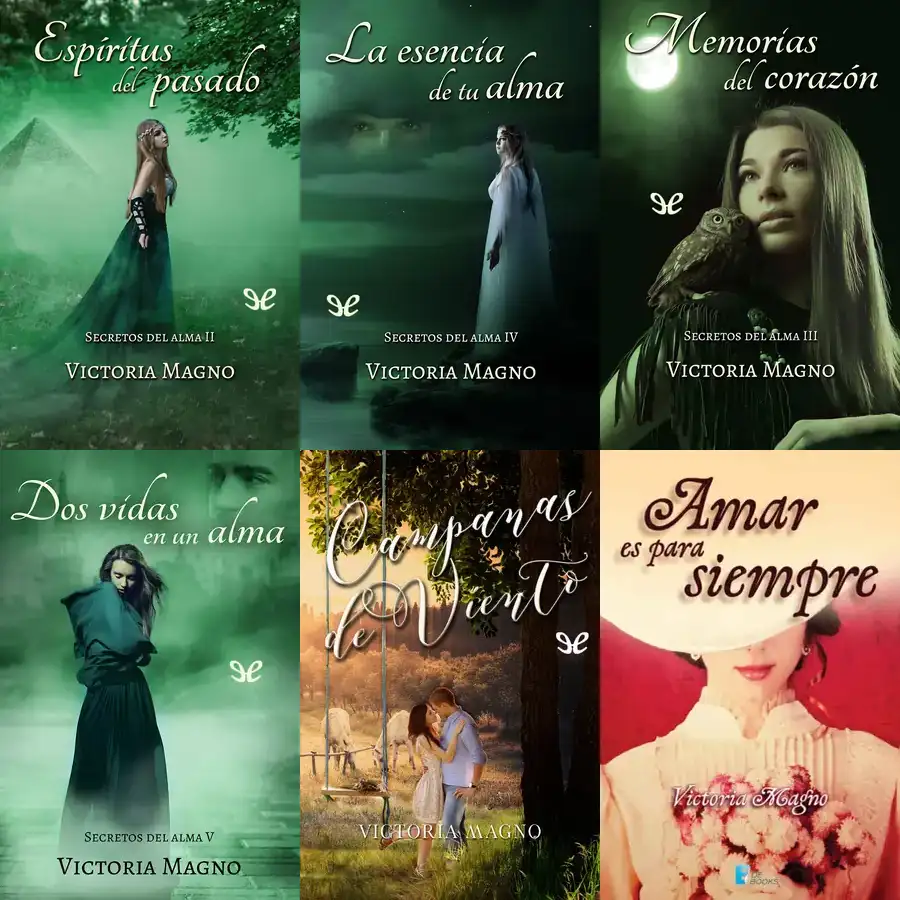 Espíritus
del pasado
Secretos del alma II
Victoria Magno
La esencia
de tu alma
Secretos del alma IV
Victoria Magno
Memorias
del corazón
Secretos del alma III
Victoria Magno
Dos vidas
en un alma
Secretos del alma V
Victoria Magno
Campanas
de Viento
VICTORIA MAGNO
Amar
es para
siempre
Victoria Magno
BOOKS